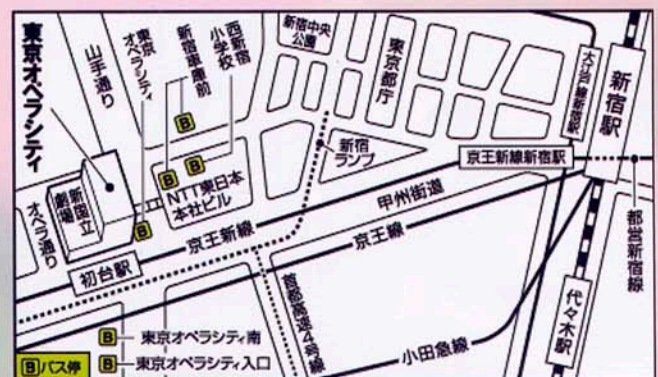 東京オペラシティ
山手通り
東京オペラシティ
新宿車庫前
西新宿小学校
新宿中央公園
東京都庁
大江戸線新宿駅
新宿駅
新宿ランプ
京王新線新宿駅
B
B
B
B
NTT東日本本社ビル
新国立劇場
オペラ通り
甲州街道
京王新線
京王線
初台駅
都営新宿線
首都高速4号線
代々木駅
小田急線
B 東京オペラシティ南
B 東京オペラシティ入口
Bバス停